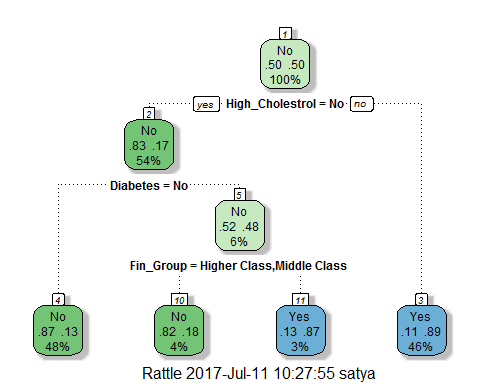 1
No
.50 .50
100%
yes High_Cholestrol = No no
2
No
.83 .17
54%
Diabetes = No
5
No
.52 .48
6%
Fin_Group = Higher Class,Middle Class
4
No
.87 .13
48%
10
No
.82 .18
4%
11
Yes
.13 .87
3%
3
Yes
.11 .89
46%
Rattle 2017-Jul-11 10:27:55 satya